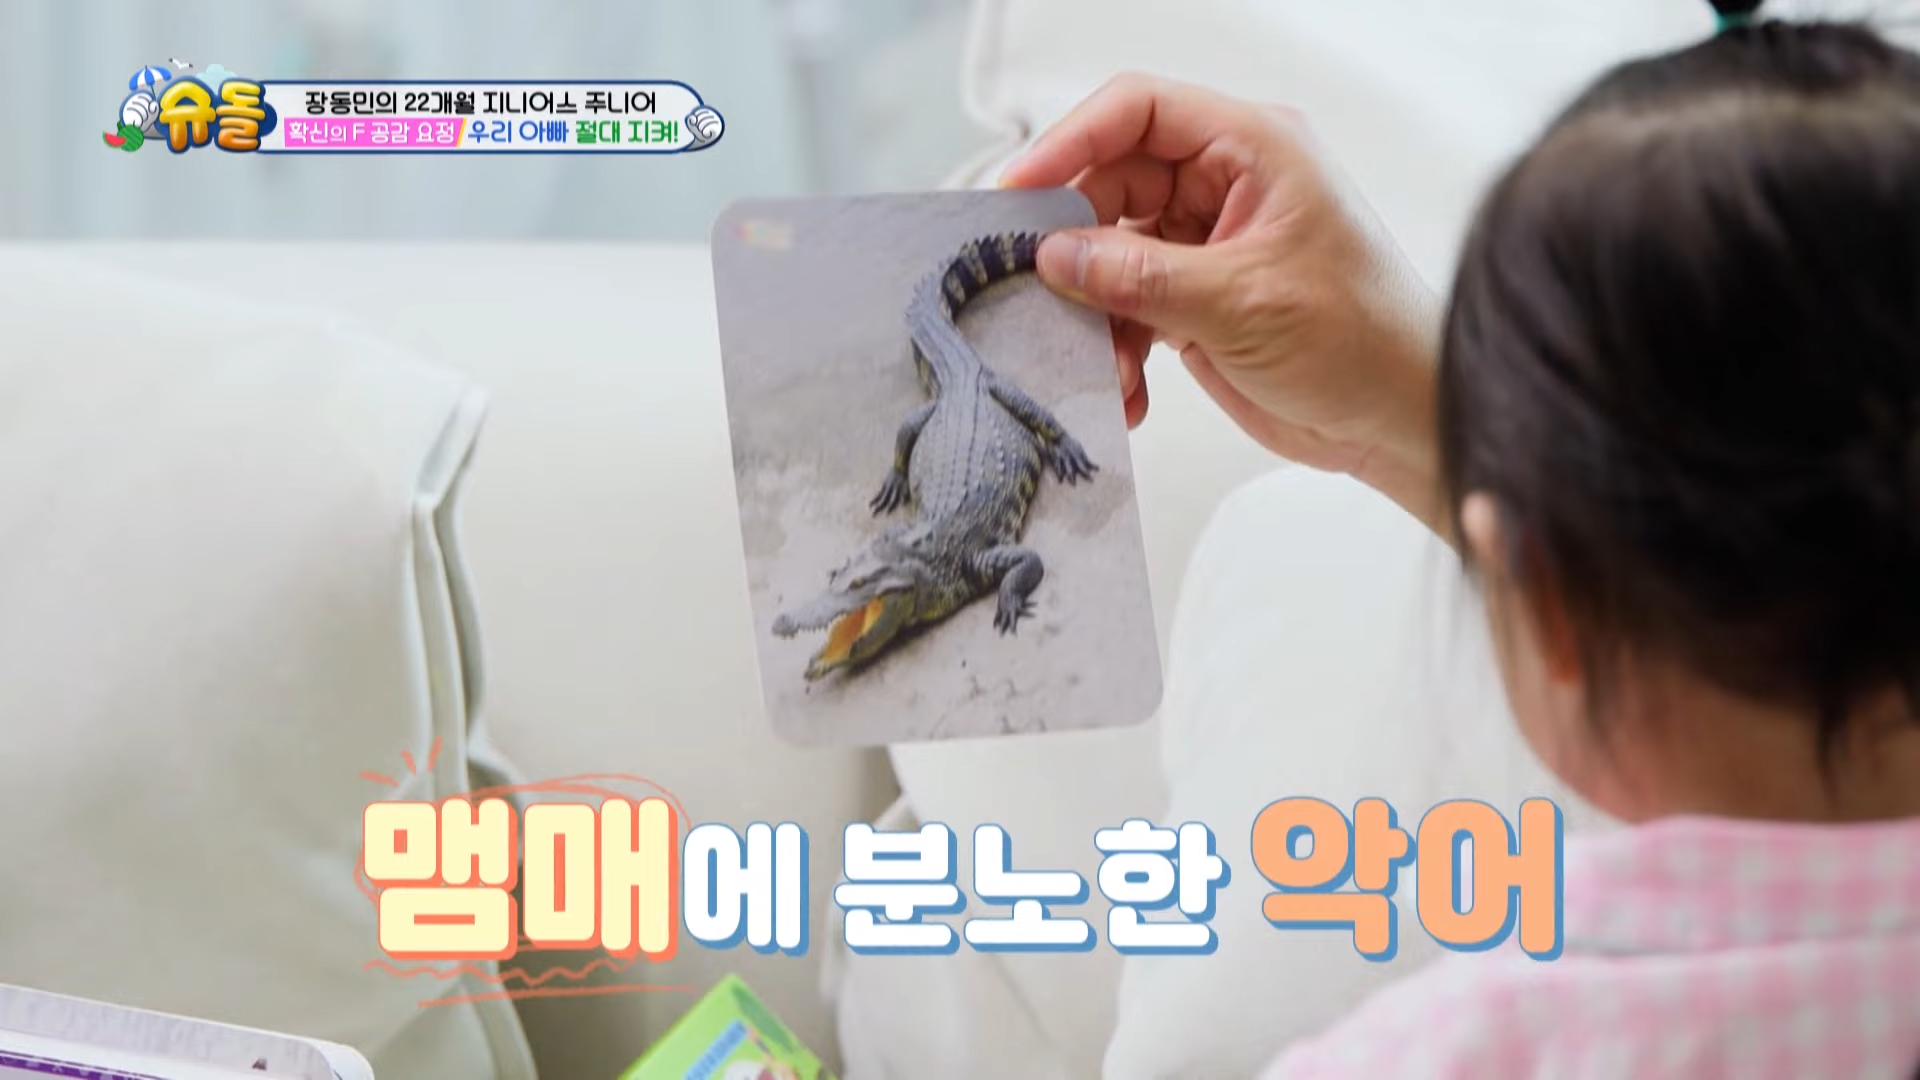 슈돌
장동민의 22개월 지니어스 주니어
확신의 F 공감 요정 우리 아빠 절대 지켜!
맴매에 분노한 악어